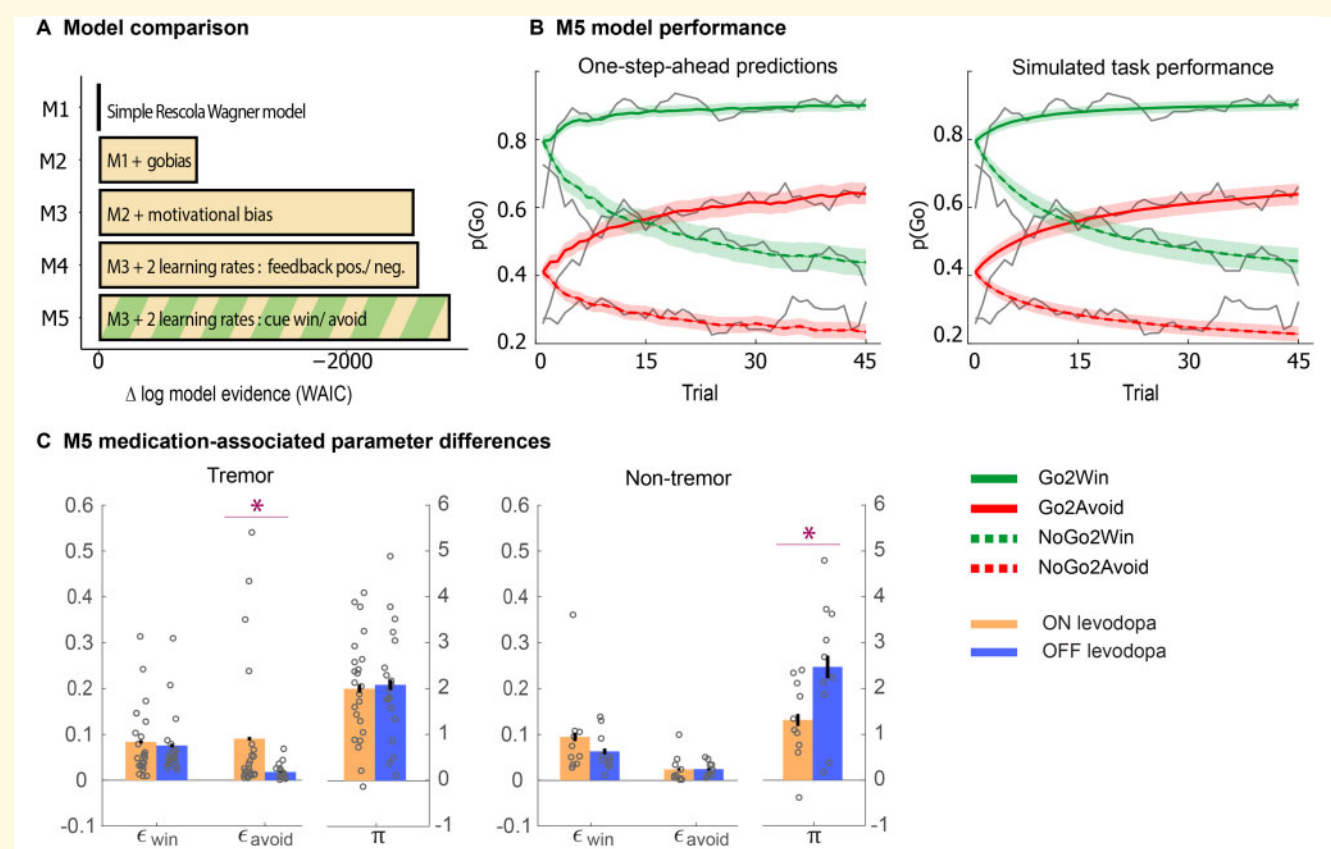 A Model comparison
M1 Simple Rescola Wagner model
M2 M1 + gobias
M3 M2 + motivational bias
M4 M3 + 2 learning rates : feedback pos./ neg.
M5 M3 + 2 learning rates : cue win/ avoid
0 −2000
Δ log model evidence (WAIC)
B M5 model performance
One-step-ahead predictions
p(Go)
0.8
0.6
0.4
0.2
0 15 30 45
Trial
Simulated task performance
p(Go)
0.8
0.6
0.4
0.2
0 15 30 45
Trial
C M5 medication-associated parameter differences
Tremor
*
0.6 6
0.5 5
0.4 4
0.3 3
0.2 2
0.1 1
0 0
-0.1 -1
ϵ win ϵ avoid π
Non-tremor
*
0.6 6
0.5 5
0.4 4
0.3 3
0.2 2
0.1 1
0 0
-0.1 -1
ϵ win ϵ avoid π
Go2Win
Go2Avoid
NoGo2Win
NoGo2Avoid
ON levodopa
OFF levodopa